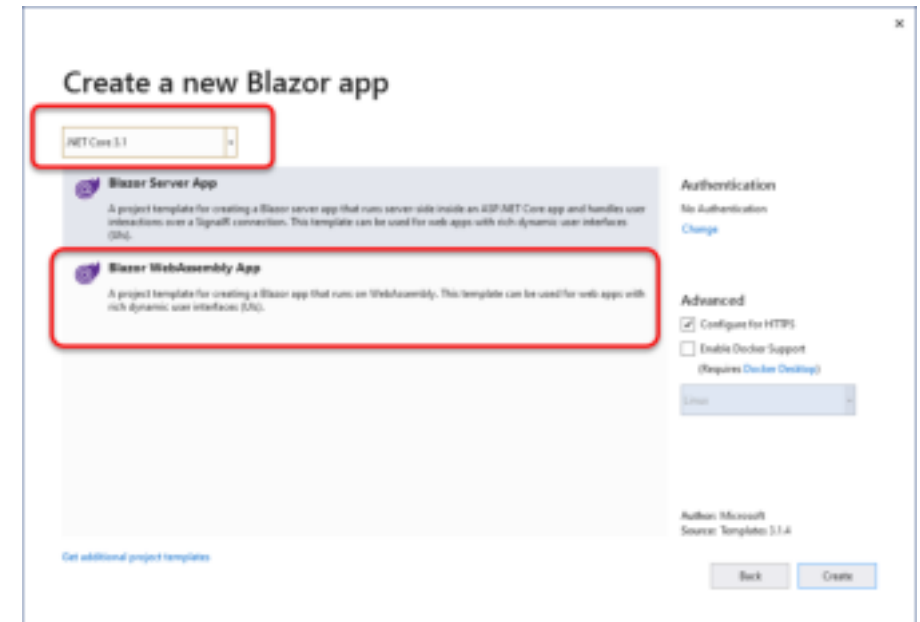 Create a new Blazor app
.NET Core 3.1
Blazor Server App
A project template for creating a Blazor server app that runs server-side inside an ASP.NET Core app and handles user
interactions over a SignalR connection. This template can be used for web apps with rich dynamic user interfaces
(UIs).
Blazor WebAssembly App
A project template for creating a Blazor app that runs on WebAssembly. This template can be used for web apps with
rich dynamic user interfaces (UIs).
Authentication
No Authentication
Change
Advanced
Configure for HTTPS
Enable Docker Support
(Requires Docker Desktop)
Linux
Author: Microsoft
Source: Templates 3.1.4
Get additional project templates
Back
Create